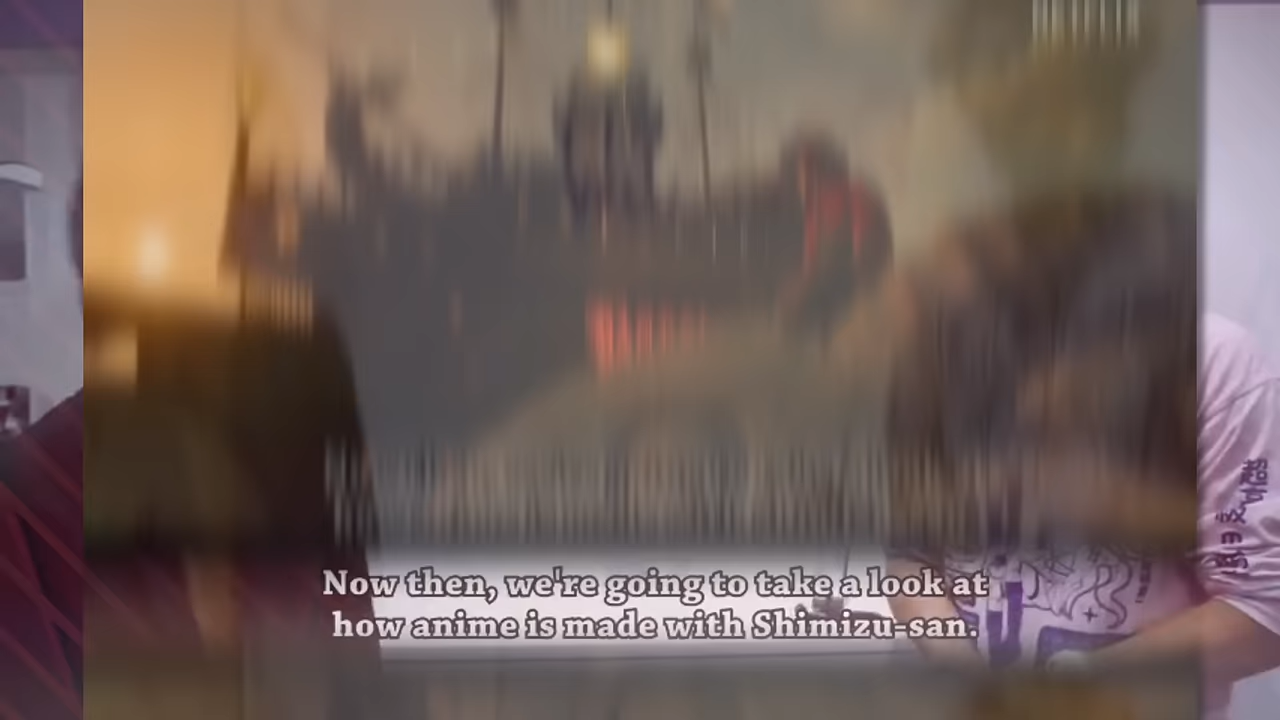 Now then, we're going to take a look at
how anime is made with Shimizu-san.